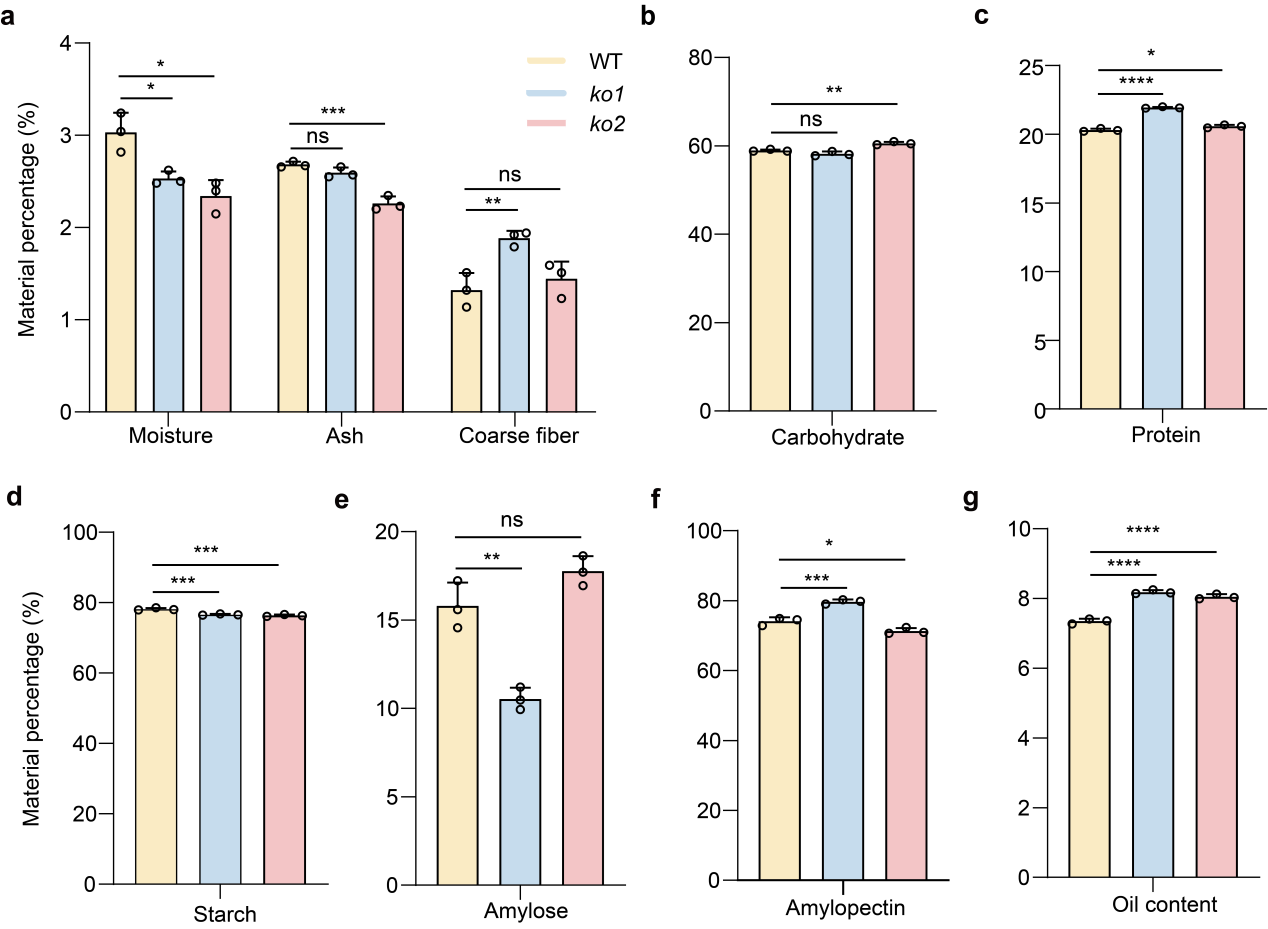 a
Material percentage (%)
4
3
2
1
0
*
*
***
ns
ns
**
WT
ko1
ko2
Moisture
Ash
Coarse fiber
b
80
60
40
20
0
**
ns
Carbohydrate
c
25
20
15
10
5
0
*
****
Protein
d
Material percentage (%)
100
80
60
40
20
0
***
***
Starch
e
20
15
10
5
0
ns
**
Amylose
f
100
80
60
40
20
0
*
***
Amylopectin
g
10
8
6
4
2
0
****
****
Oil content